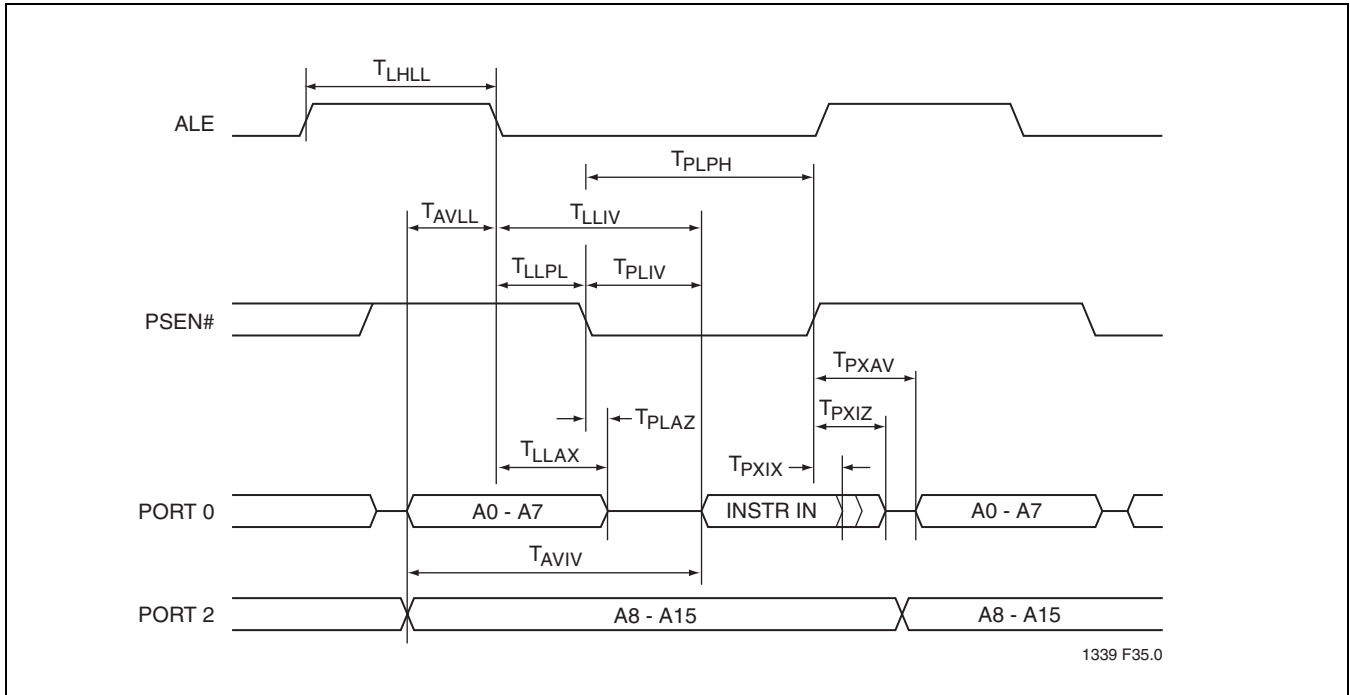 TLHLL
ALE
TPLPH
TAVLL TLLIV
TLLPL TPLIV
PSEN#
TPXAV
TPLAZ TPXIZ
TLLAX TPXIX
PORT 0 A0 - A7 INSTR IN A0 - A7
TAVIV
PORT 2 A8 - A15 A8 - A15
1339 F35.0